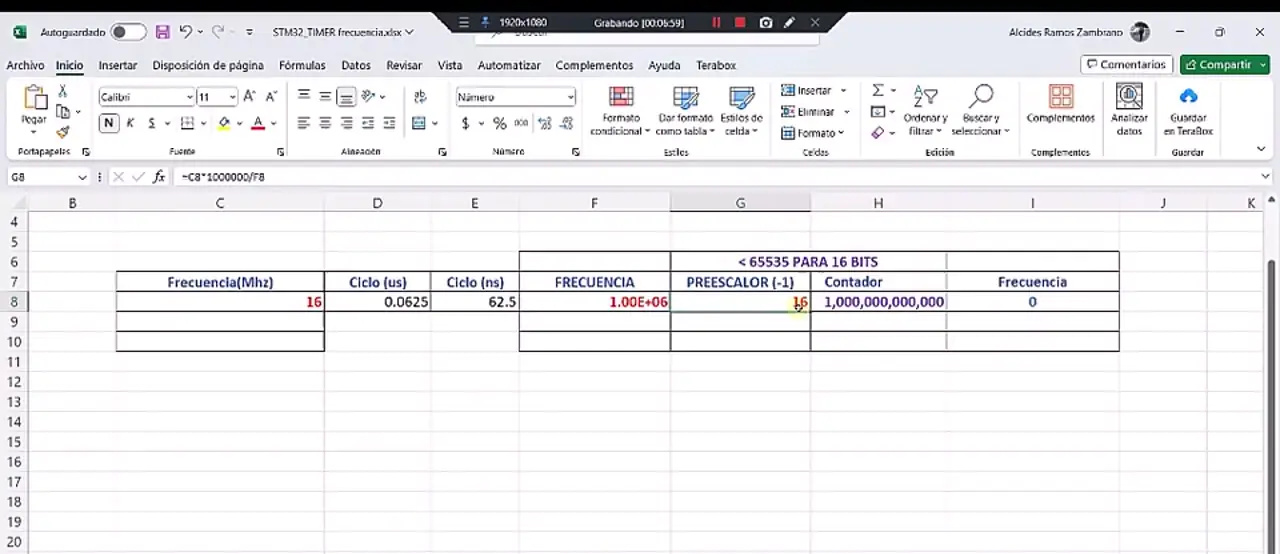 1920x1080 Grabando [00:06:59]
Autoguardado STM32_TIMER frecuencia.xlsx Alcides Ramos Zambrano
Archivo Inicio Insertar Disposición de página Fórmulas Datos Revisar Vista Automatizar Complementos Ayuda Terabox Comentarios Compartir
Calibri 11 Número Insertar
Pegar Formato condicional Dar formato como tabla Estilos de celda Eliminar Ordenar y filtrar Buscar y seleccionar Complementos Analizar datos Guardar en TeraBox
N K S $ % 000 Formato
Portapapeles Fuente Alineación Número Estilos Celdas Edición Complementos Guardar
G8 fx =C8*1000000/F8
B C D E F G H I J K
4
5
6 < 65535 PARA 16 BITS
7 Frecuencia(Mhz) Ciclo (us) Ciclo (ns) FRECUENCIA PREESCALOR (-1) Contador Frecuencia
8 16 0.0625 62.5 1.00E+06 16 1,000,000,000,000 0
9
10
11
12
13
14
15
16
17
18
19
20